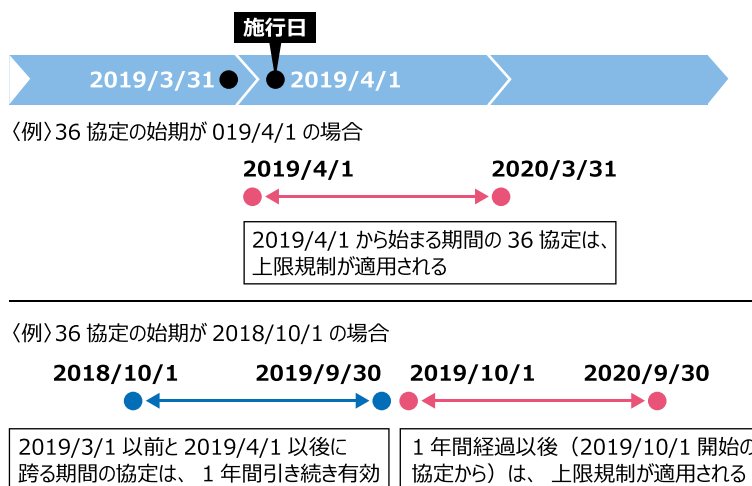 施行日
2019/3/31 2019/4/1
〈例〉36 協定の始期が 019/4/1 の場合
2019/4/1 2020/3/31
2019/4/1 から始まる期間の 36 協定は、
上限規制が適用される
〈例〉36 協定の始期が 2018/10/1 の場合
2018/10/1 2019/9/30 2019/10/1 2020/9/30
2019/3/1 以前と 2019/4/1 以後に
跨る期間の協定は、1 年間引き続き有効
1 年間経過以後（2019/10/1 開始の
協定から）は、上限規制が適用される